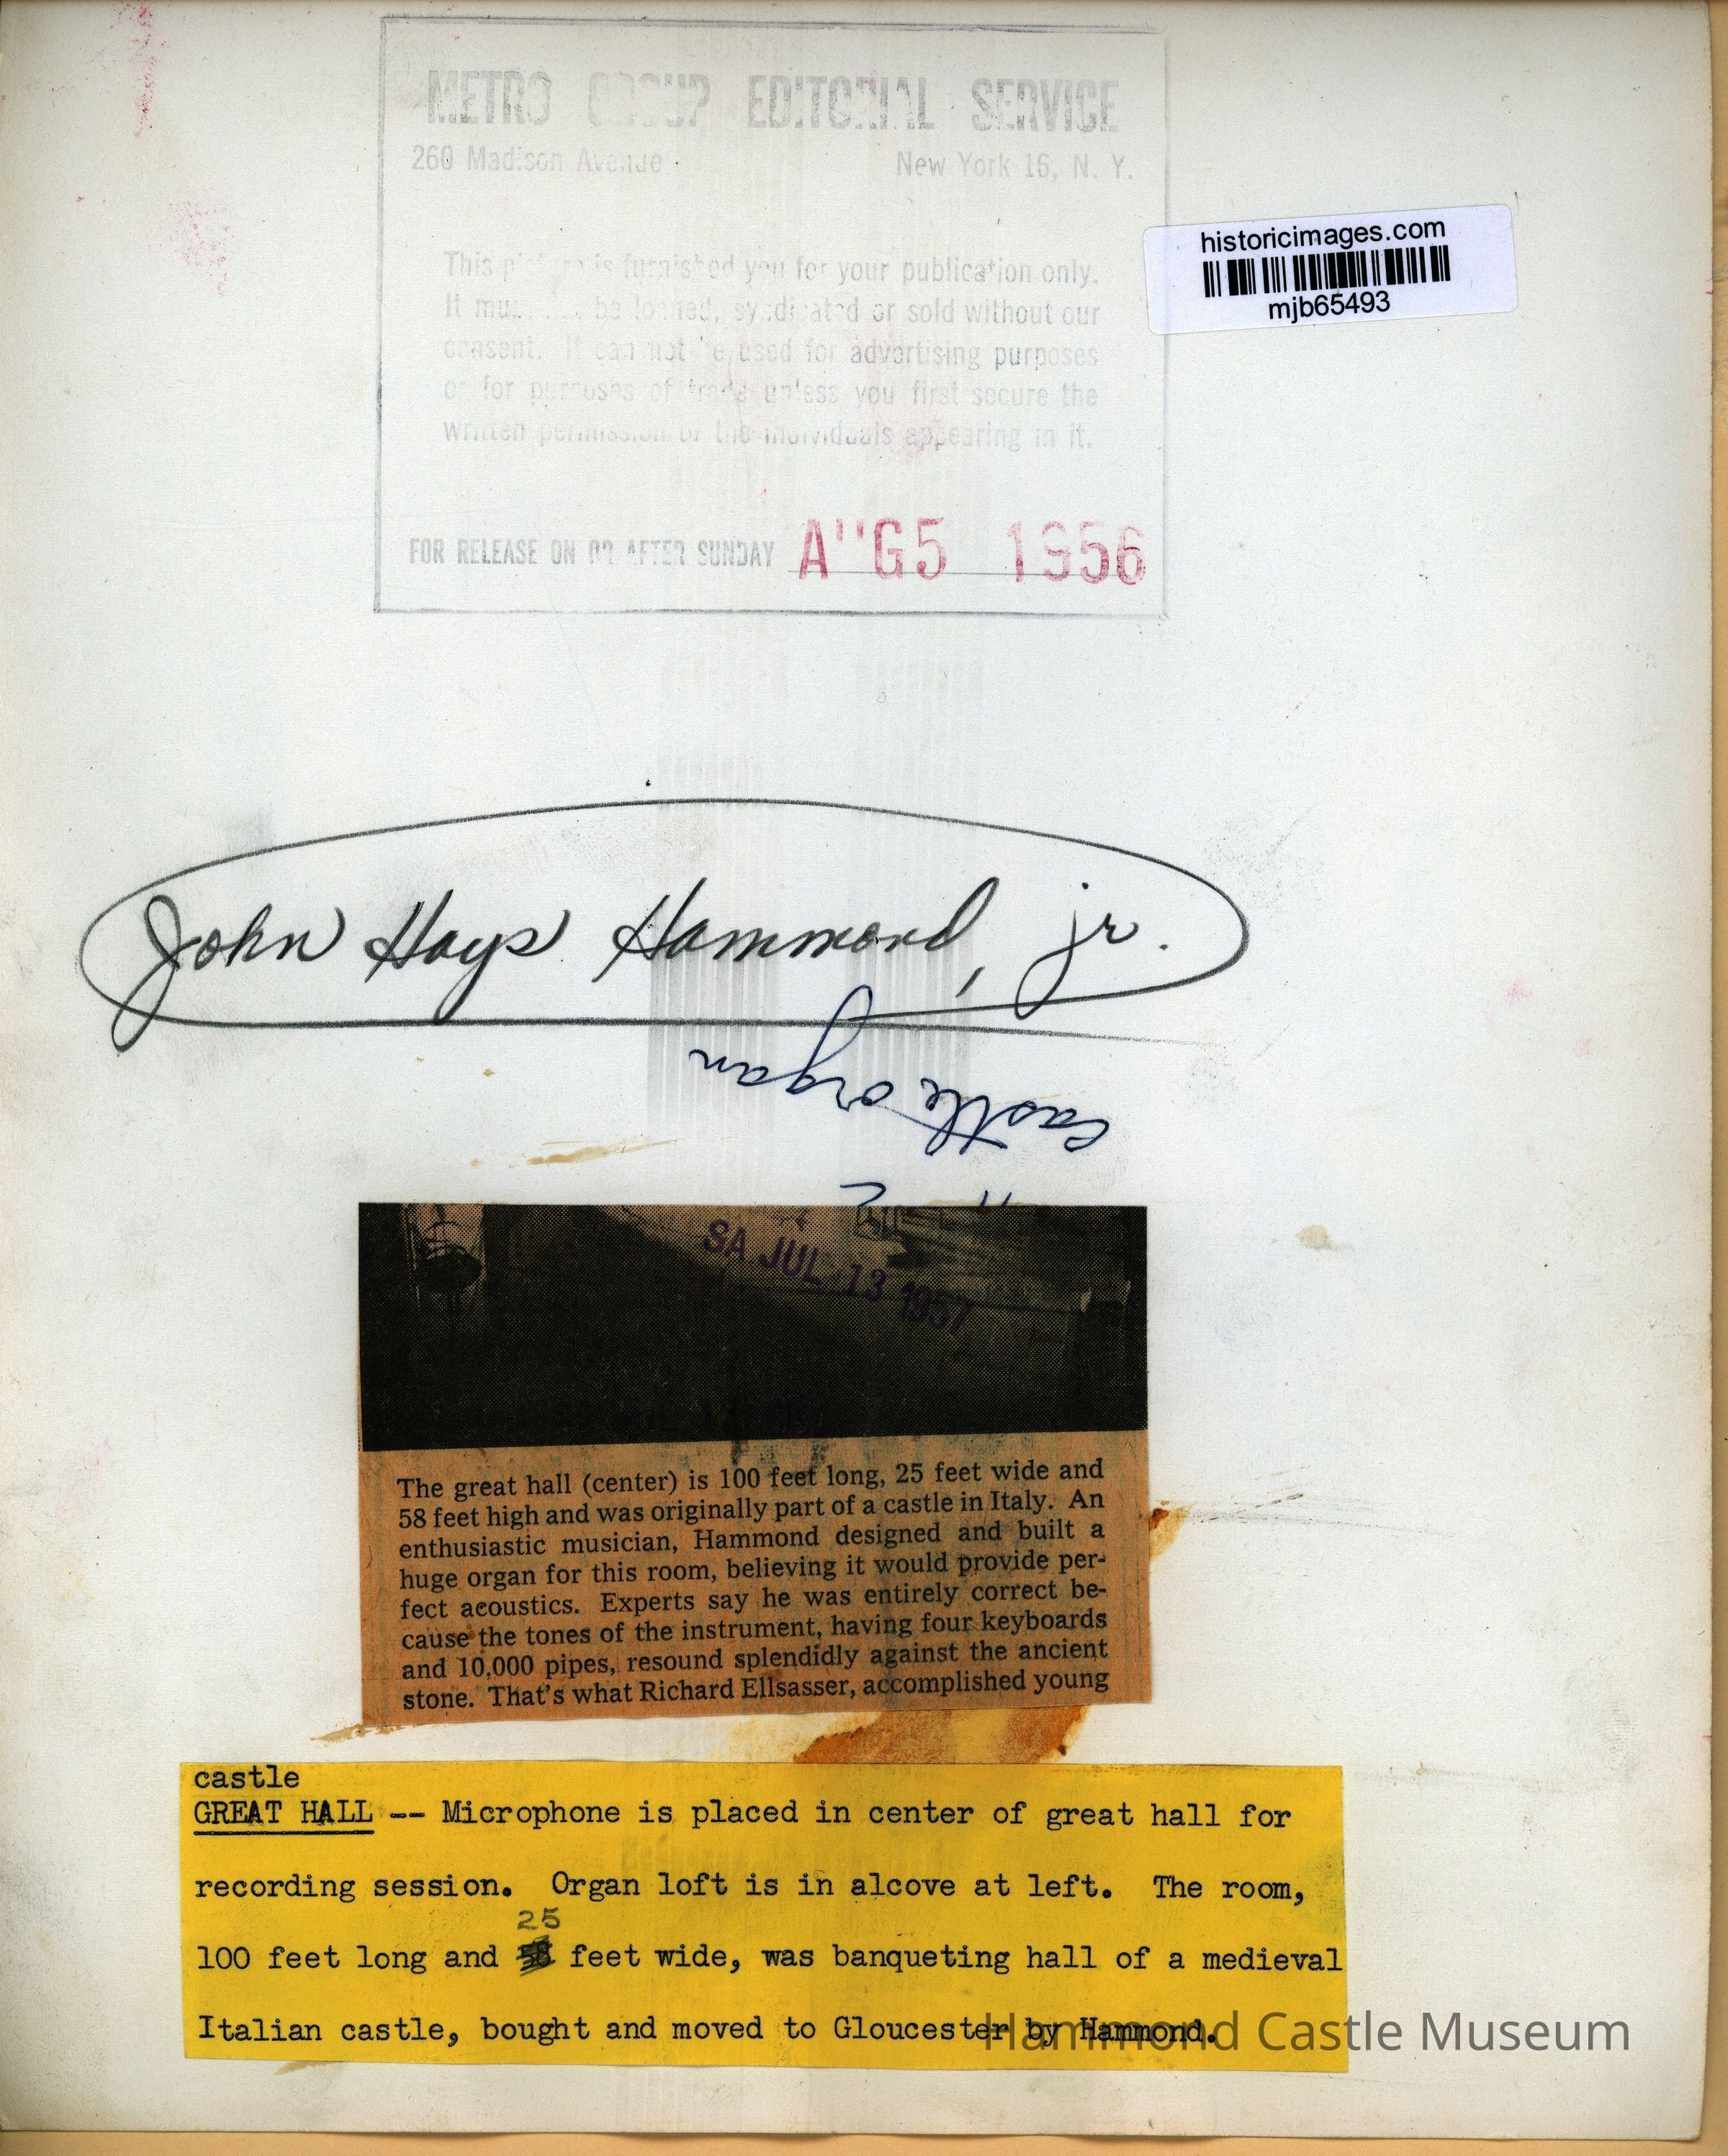 METRO GROUP EDITORIAL SERVICE
260 Madison Avenue New York 16, N. Y.
historicimages.com
mjb65493
This picture is furnished you for your publication only.
It must not be loaned, syndicated or sold without our
consent. It can not be used for advertising purposes
or for purposes of trade unless you first secure the
written permission of the individuals appearing in it.
FOR RELEASE ON OR AFTER SUNDAY AUG 5 1956
John Hays Hammond, jr.
Castle organ
SA JUL 13 1957
The great hall (center) is 100 feet long, 25 feet wide and
58 feet high and was originally part of a castle in Italy. An
enthusiastic musician, Hammond designed and built a
huge organ for this room, believing it would provide per-
fect acoustics. Experts say he was entirely correct be-
cause the tones of the instrument, having four keyboards
and 10,000 pipes, resound splendidly against the ancient
stone. That's what Richard Ellsasser, accomplished young
castle
GREAT HALL -- Microphone is placed in center of great hall for
recording session. Organ loft is in alcove at left. The room,
25
100 feet long and feet wide, was banqueting hall of a medieval
Italian castle, bought and moved to Gloucester by Hammond.
Hammond Castle Museum